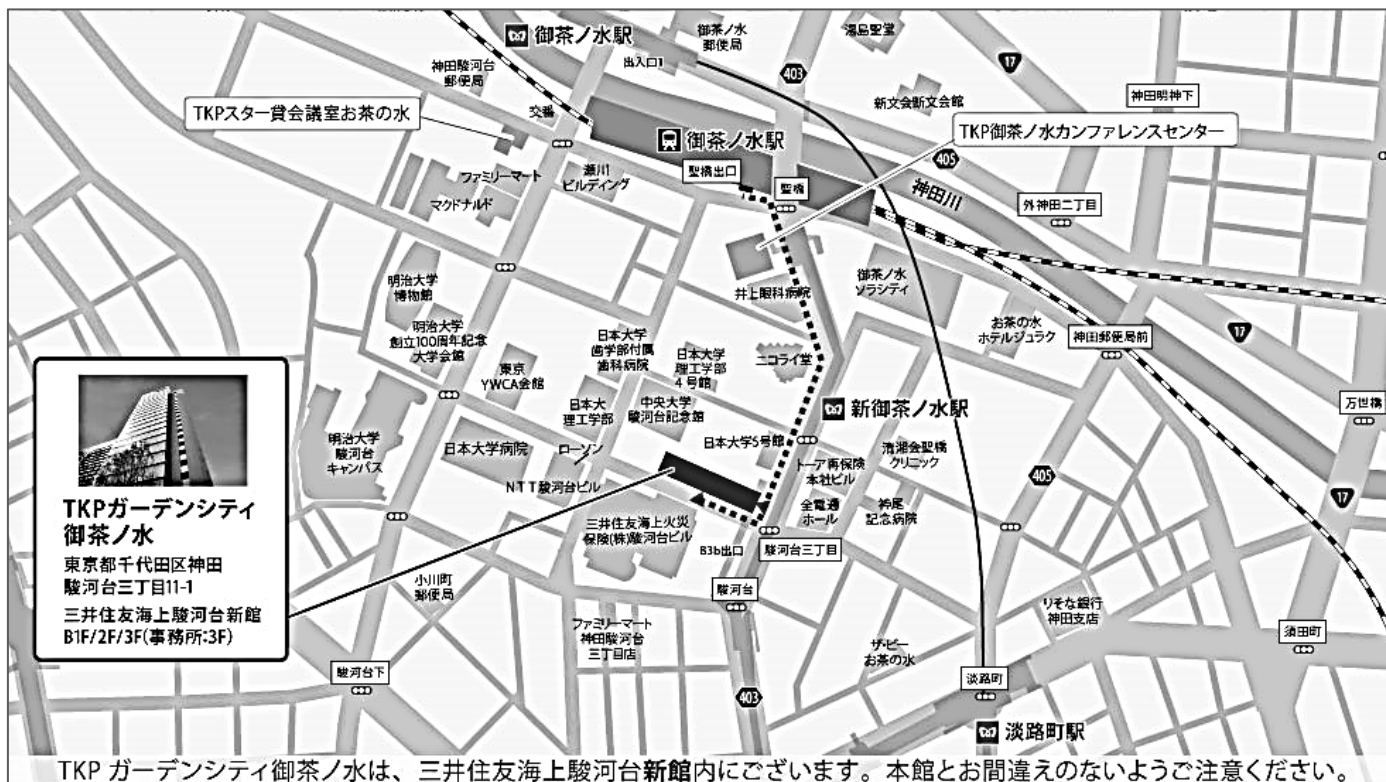 御茶ノ水駅
御茶ノ水
郵便局
湯島聖堂
出入口1
403
17
神田駿河台
郵便局
交番
TKPスター貸会議室お茶の水
新文会新文会館
神田明神下
御茶ノ水駅
TKP御茶ノ水カンファレンスセンター
405
聖橋出口
聖橋
神田川
外神田二丁目
ファミリーマート
瀬川
ビルディング
マクドナルド
明治大学
博物館
御茶ノ水
ソラシティ
井上眼科病院
お茶の水
ホテルジュラク
神田郵便局前
17
明治大学
創立100周年記念
大学会館
日本大学
歯学部付属
歯科病院
日本大学
理工学部
4号館
ニコライ堂
東京
YWCA会館
日本大
理工学部
中央大学
駿河台記念館
新御茶ノ水駅
万世橋
明治大学
駿河台
キャンパス
日本大学病院
ローソン
日本大学5号館
トーア再保険
本社ビル
清湘会聖橋
クリニック
NTT駿河台ビル
全電通
ホール
神尾
記念病院
405
17
三井住友海上火災
保険(株)駿河台ビル
B3b出口
駿河台三丁目
TKPガーデンシティ
御茶ノ水
東京都千代田区神田
駿河台三丁目11-1
三井住友海上駿河台新館
B1F/2F/3F(事務所:3F)
小川町
郵便局
駿河台
ファミリーマート
神田駿河台
三丁目店
りそな銀行
神田支店
須田町
ザ・ビー
お茶の水
駿河台下
淡路町
403
淡路町駅
TKP ガーデンシティ御茶ノ水は、三井住友海上駿河台新館内にございます。本館とお間違えのないようご注意ください。